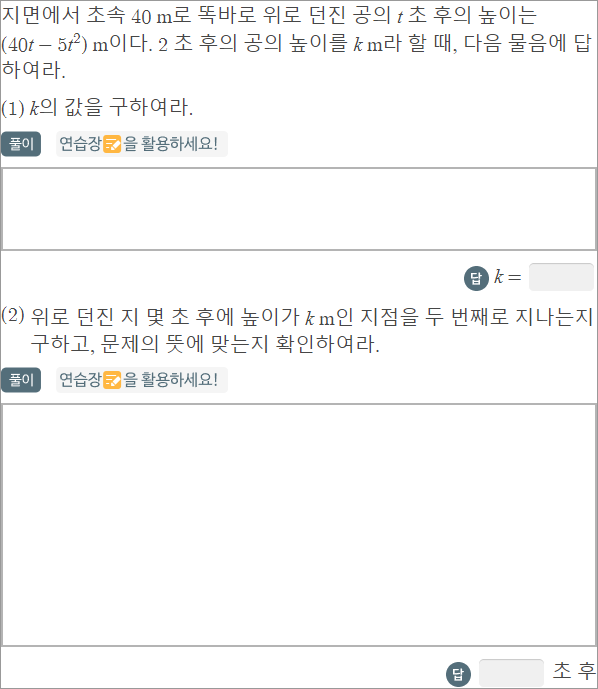 지면에서 초속 40 m로 똑바로 위로 던진 공의 t 초 후의 높이는
(40t − 5t²) m이다. 2 초 후의 공의 높이를 k m라 할 때, 다음 물음에 답
하여라.
(1) k의 값을 구하여라.
풀이 연습장을 활용하세요!
답 k =
(2) 위로 던진 지 몇 초 후에 높이가 k m인 지점을 두 번째로 지나는지
구하고, 문제의 뜻에 맞는지 확인하여라.
풀이 연습장을 활용하세요!
답 초 후